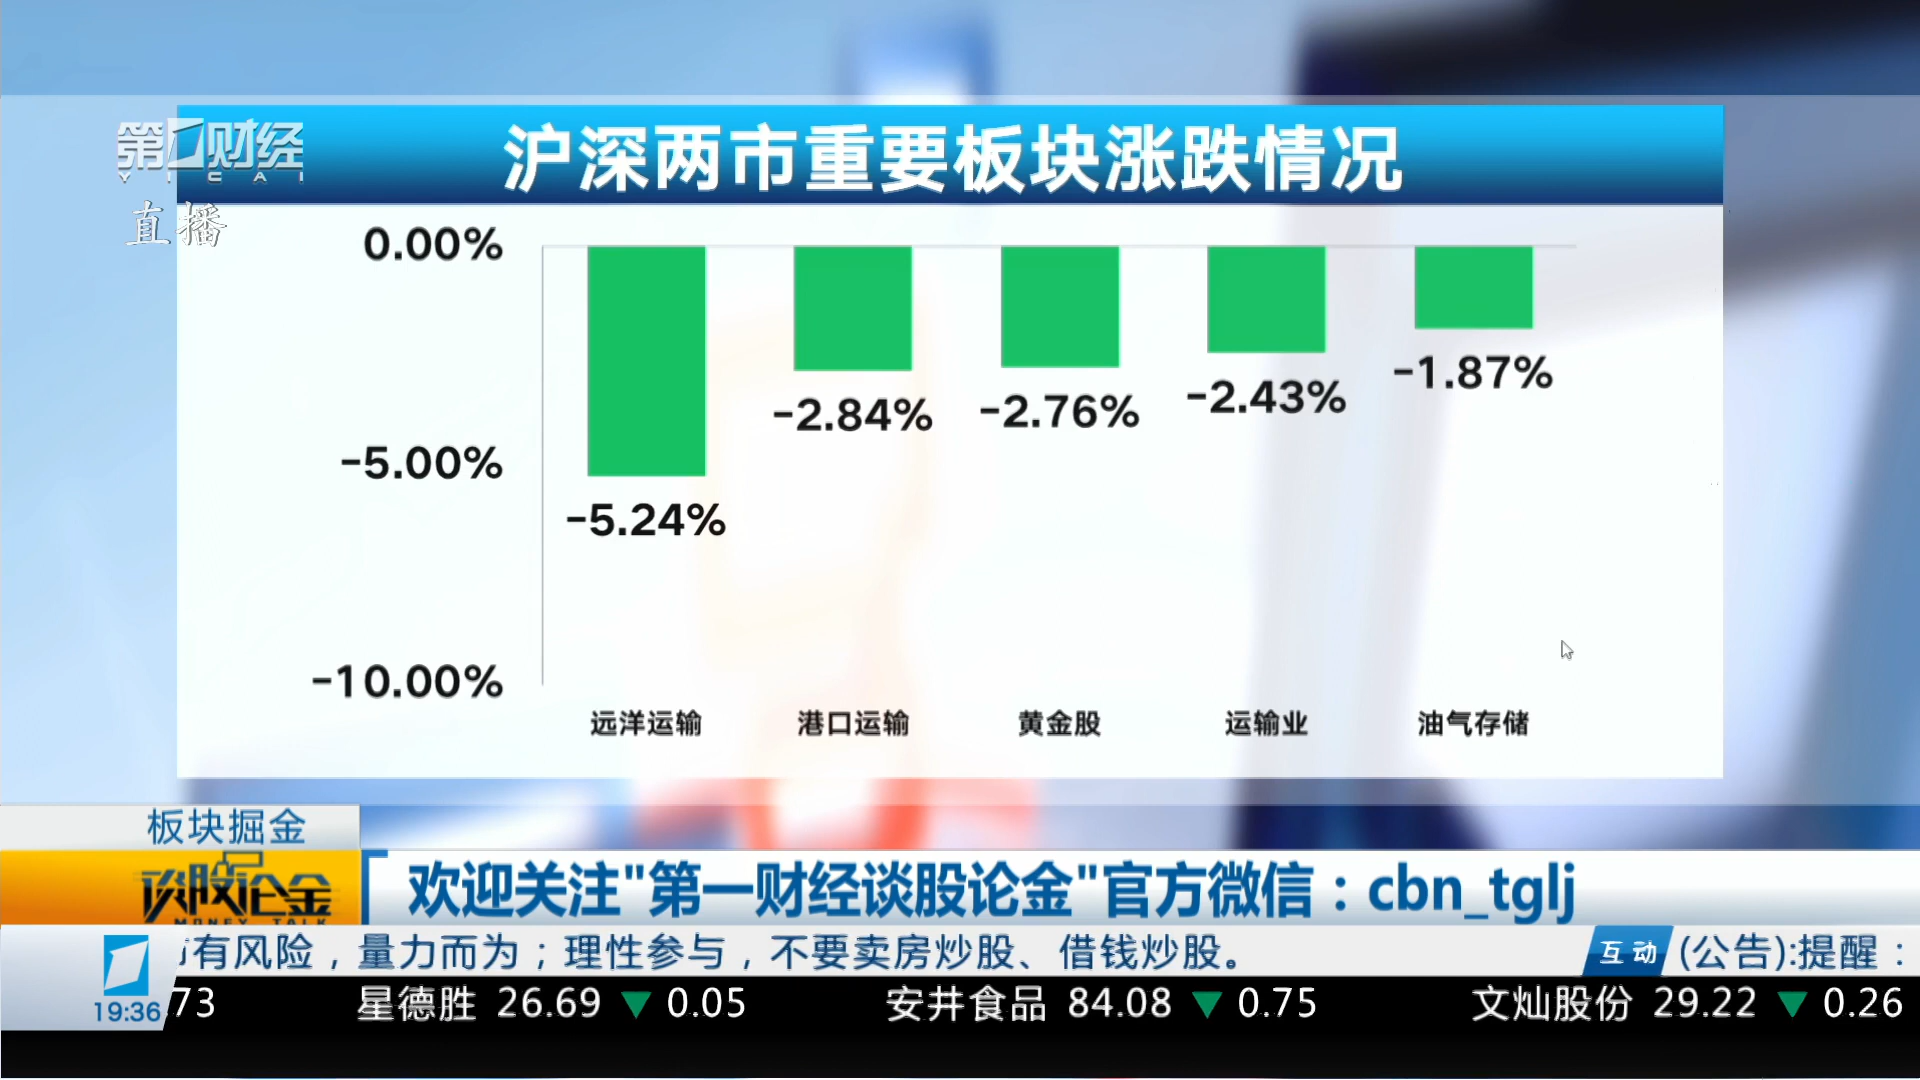 沪深两市重要板块涨跌情况
第一财经
YICAI
直播
0.00%
-5.00%
-10.00%
-5.24%
-2.84%
-2.76%
-2.43%
-1.87%
远洋运输 港口运输 黄金股 运输业 油气存储
板块掘金
谈股论金
MONEY TALK
欢迎关注"第一财经谈股论金"官方微信：cbn_tglj
有风险，量力而为；理性参与，不要卖房炒股、借钱炒股。 互动 (公告):提醒：
19:36
73 星德胜 26.69 ▼ 0.05 安井食品 84.08 ▼ 0.75 文灿股份 29.22 ▼ 0.26